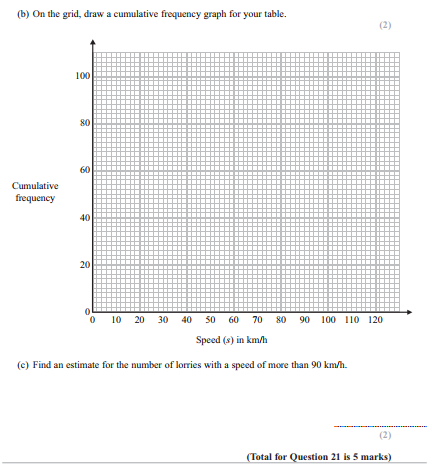 (b) On the grid, draw a cumulative frequency graph for your table.
(2)
100
80
60
Cumulative
frequency
40
20
0
0 10 20 30 40 50 60 70 80 90 100 110 120
Speed (s) in km/h
(c) Find an estimate for the number of lorries with a speed of more than 90 km/h.
(2)
(Total for Question 21 is 5 marks)